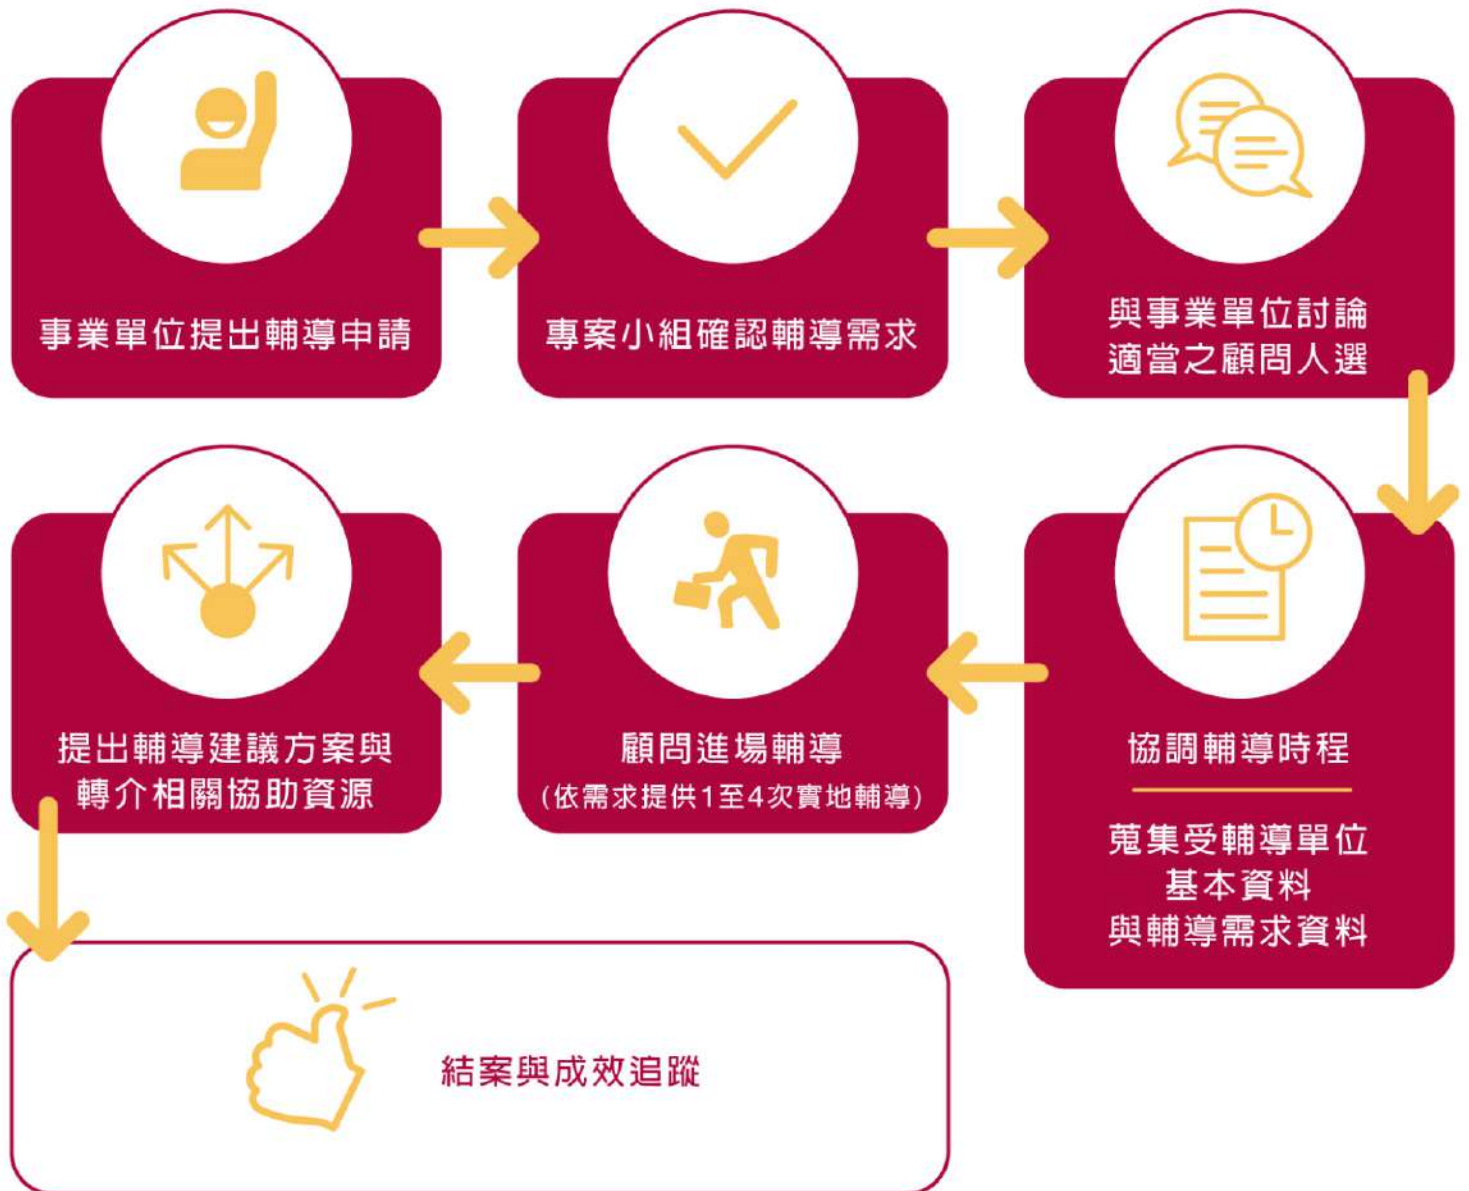 事業單位提出輔導申請
專案小組確認輔導需求
與事業單位討論
適當之顧問人選
協調輔導時程
蒐集受輔導單位
基本資料
與輔導需求資料
顧問進場輔導
(依需求提供1至4次實地輔導)
提出輔導建議方案與
轉介相關協助資源
結案與成效追蹤